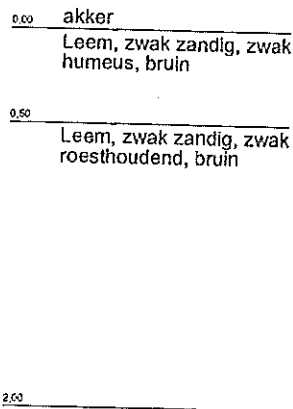 0,00 akker
Leem, zwak zandig, zwak
humeus, bruin
0,50
Leem, zwak zandig, zwak
roesthoudend, bruin
2,00